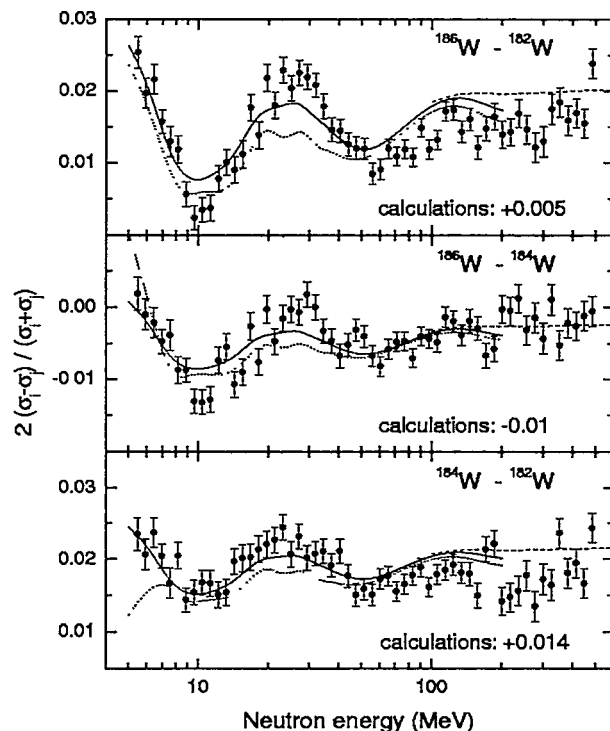 0.03
¹⁸⁶W - ¹⁸²W
0.02
0.01
calculations: +0.005
¹⁸⁶W - ¹⁸⁴W
0.00
-0.01
calculations: -0.01
2 (σi-σj) / (σi+σj)
0.03
¹⁸⁴W - ¹⁸²W
0.02
0.01
calculations: +0.014
10
100
Neutron energy (MeV)